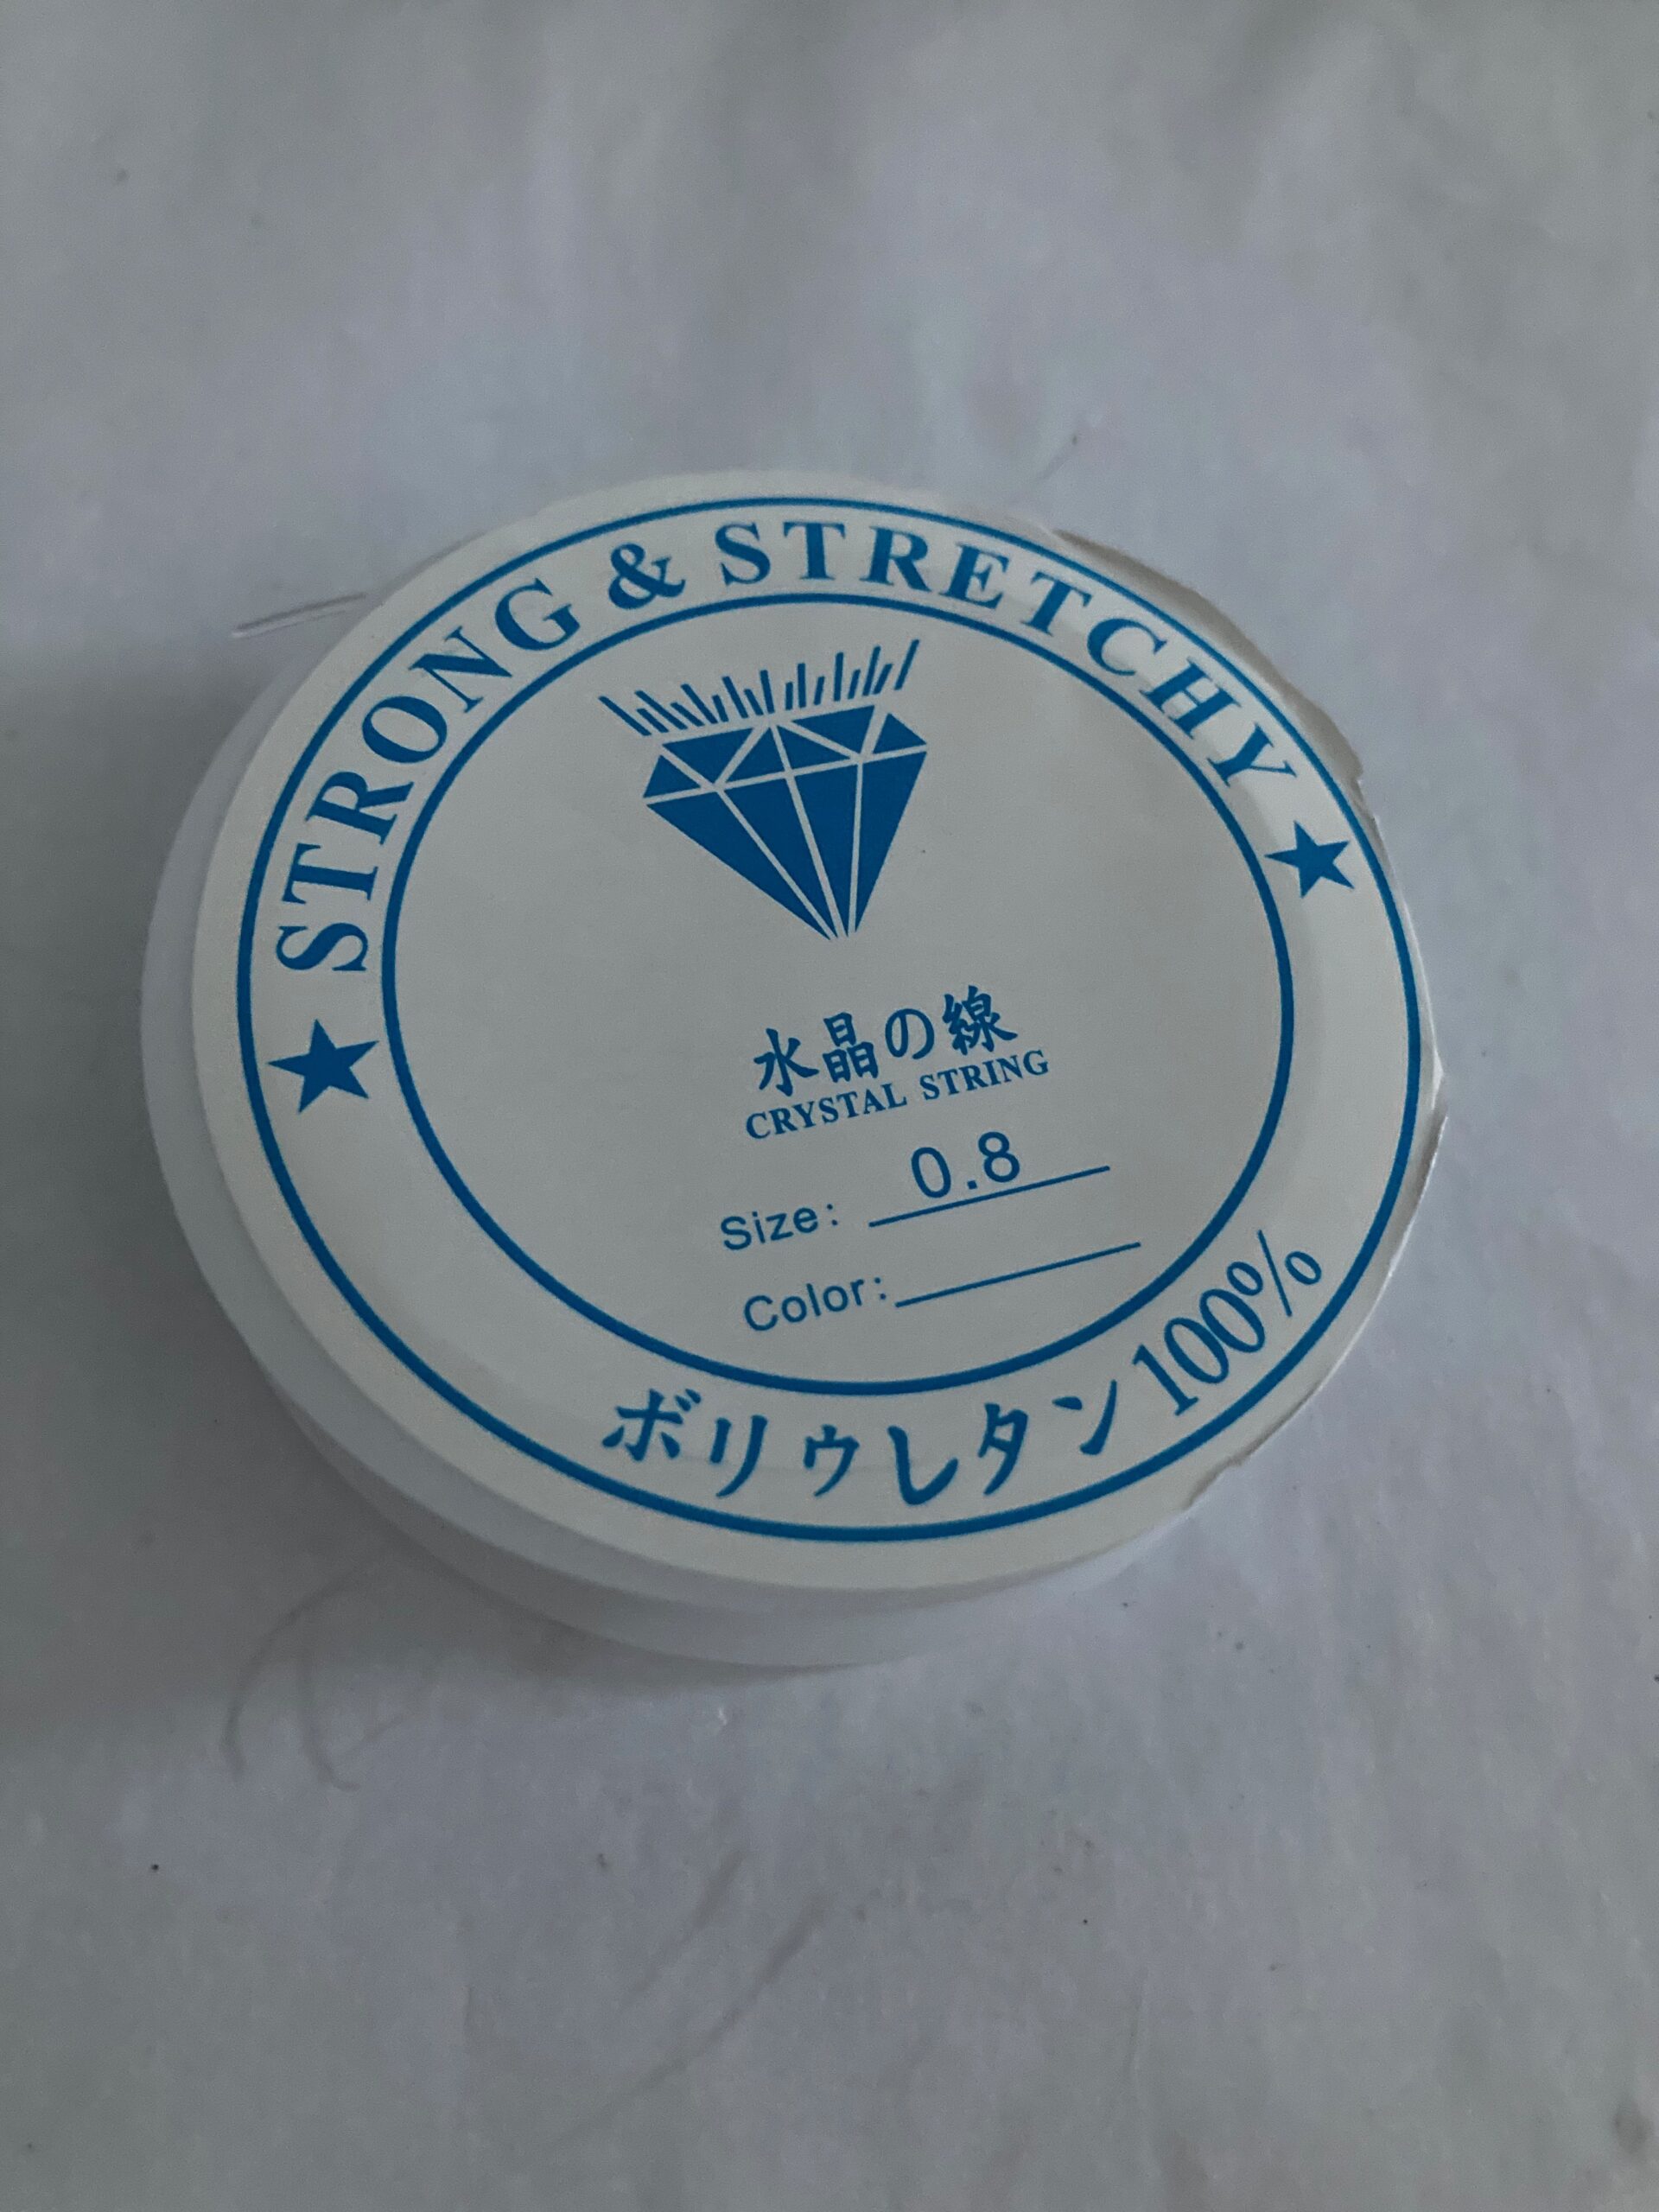 STRONG & STRETCHY
水晶の線
CRYSTAL STRING
Size: 0.8
Color:
ボリウレタン100%